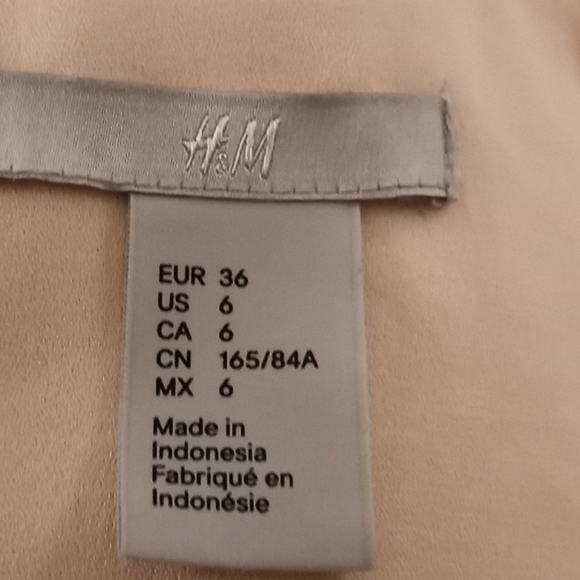 H&M
EUR 36
US 6
CA 6
CN 165/84A
MX 6
Made in
Indonesia
Fabriqué en
Indonésie